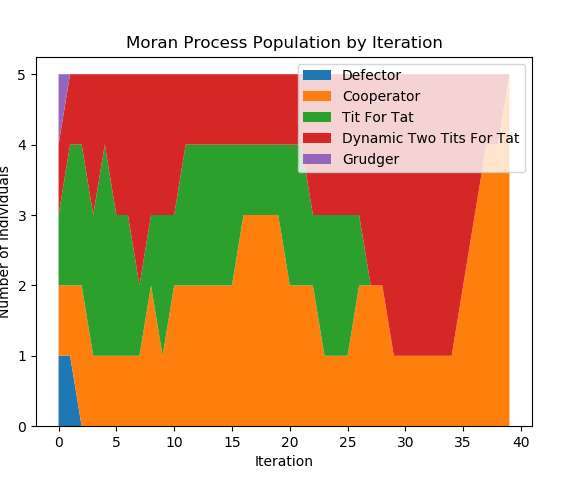 Moran Process Population by Iteration
Number of Individuals
5
4
3
2
1
0
Defector
Cooperator
Tit For Tat
Dynamic Two Tits For Tat
Grudger
0 5 10 15 20 25 30 35 40
Iteration